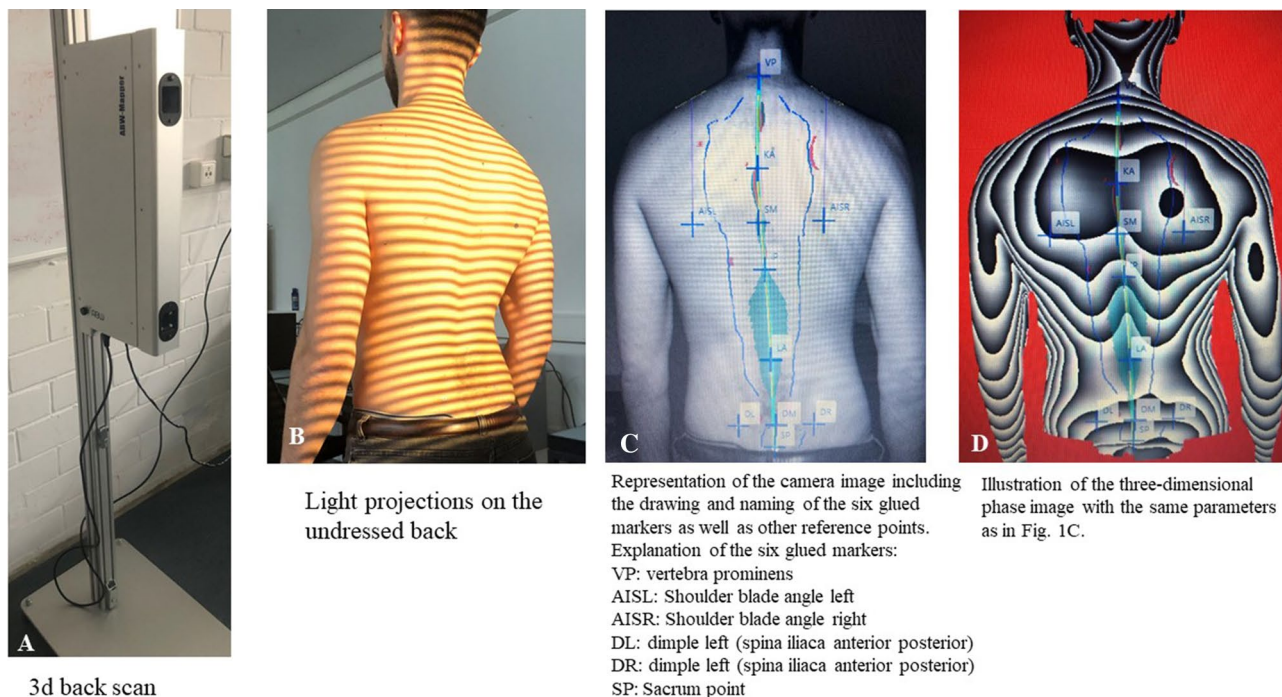 ABW-Mapper
A
3d back scan
B
Light projections on the
undressed back
VP
KA
SM
AISL
AISR
LP
LA
DL
DM
DR
SP
C
Representation of the camera image including
the drawing and naming of the six glued
markers as well as other reference points.
Explanation of the six glued markers:
VP: vertebra prominens
AISL: Shoulder blade angle left
AISR: Shoulder blade angle right
DL: dimple left (spina iliaca anterior posterior)
DR: dimple left (spina iliaca anterior posterior)
SP: Sacrum point
KA
AISL
SM
AISR
LA
DL
DM
DR
SP
D
Illustration of the three-dimensional
phase image with the same parameters
as in Fig. 1C.